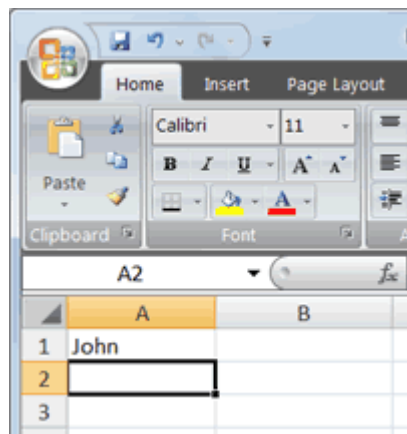 Home Insert Page Layout
Calibri 11
B I U A A
Paste A
Clipboard Font
A2 fx
A B
1 John
2
3